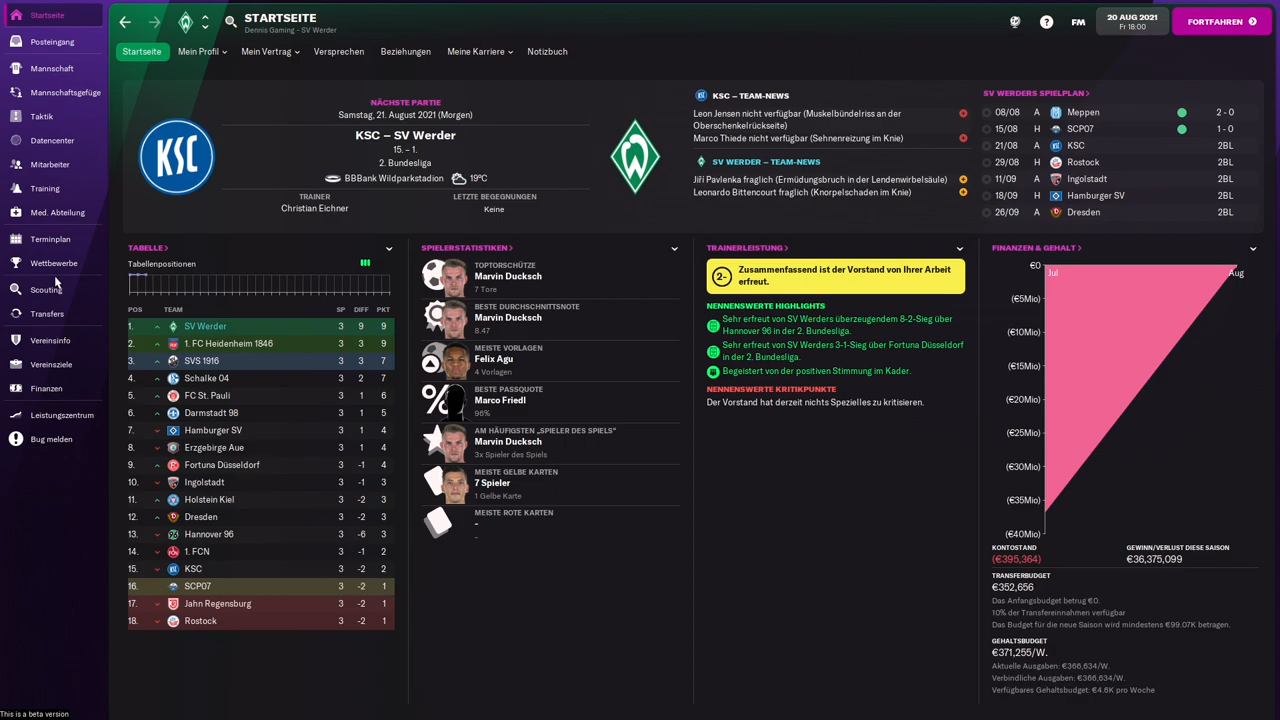 Startseite
Posteingang
Mannschaft
Mannschaftsgefüge
Taktik
Datencenter
Mitarbeiter
Training
Med. Abteilung
Terminplan
Wettbewerbe
Scouting
Transfers
Vereinsinfo
Vereinsziele
Finanzen
Leistungszentrum
Bug melden
This is a beta version
STARTSEITE
Dennis Gaming - SV Werder
FM
20 AUG 2021
Fr 18:00
FORTFAHREN
Startseite Mein Profil Mein Vertrag Versprechen Beziehungen Meine Karriere Notizbuch
KSC
NÄCHSTE PARTIE
Samstag, 21. August 2021 (Morgen)
KSC – SV Werder
15. – 1.
2. Bundesliga
BBBank Wildparkstadion 19°C
TRAINER
Christian Eichner
LETZTE BEGEGNUNGEN
Keine
KSC – TEAM-NEWS
Leon Jensen nicht verfügbar (Muskelbündelriss an der
Oberschenkelrückseite)
Marco Thiede nicht verfügbar (Sehnenreizung im Knie)
SV WERDER – TEAM-NEWS
Jiří Pavlenka fraglich (Ermüdungsbruch in der Lendenwirbelsäule)
Leonardo Bittencourt fraglich (Knorpelschaden im Knie)
SV WERDERS SPIELPLAN >
08/08 A Meppen 2 - 0
15/08 H SCP07 1 - 0
21/08 A KSC 2BL
29/08 H Rostock 2BL
11/09 A Ingolstadt 2BL
18/09 H Hamburger SV 2BL
26/09 A Dresden 2BL
TABELLE >
Tabellenpositionen
POS TEAM SP DIFF PKT
1. SV Werder 3 9 9
2. 1. FC Heidenheim 1846 3 3 9
3. SVS 1916 3 3 7
4. Schalke 04 3 2 7
5. FC St. Pauli 3 1 6
6. Darmstadt 98 3 1 5
7. Hamburger SV 3 1 4
8. Erzgebirge Aue 3 1 4
9. Fortuna Düsseldorf 3 -1 4
10. Ingolstadt 3 -1 3
11. Holstein Kiel 3 -2 3
12. Dresden 3 -2 3
13. Hannover 96 3 -6 3
14. 1. FCN 3 -1 2
15. KSC 3 -2 2
16. SCP07 3 -2 1
17. Jahn Regensburg 3 -2 1
18. Rostock 3 -2 1
SPIELERSTATISTIKEN >
TOPTORSCHÜTZE
Marvin Ducksch
7 Tore
BESTE DURCHSCHNITTSNOTE
Marvin Ducksch
8.47
MEISTE VORLAGEN
Felix Agu
4 Vorlagen
BESTE PASSQUOTE
Marco Friedl
96%
AM HÄUFIGSTEN „SPIELER DES SPIELS"
Marvin Ducksch
3x Spieler des Spiels
MEISTE GELBE KARTEN
7 Spieler
1 Gelbe Karte
MEISTE ROTE KARTEN
-
-
TRAINERLEISTUNG >
2-
Zusammenfassend ist der Vorstand von Ihrer Arbeit
erfreut.
NENNENSWERTE HIGHLIGHTS
Sehr erfreut von SV Werders überzeugendem 8-2-Sieg über
Hannover 96 in der 2. Bundesliga.
Sehr erfreut von SV Werders 3-1-Sieg über Fortuna Düsseldorf
in der 2. Bundesliga.
Begeistert von der positiven Stimmung im Kader.
NENNENSWERTE KRITIKPUNKTE
Der Vorstand hat derzeit nichts Spezielles zu kritisieren.
FINANZEN & GEHALT >
€0
Jul Aug
(€5Mio)
(€10Mio)
(€15Mio)
(€20Mio)
(€25Mio)
(€30Mio)
(€35Mio)
(€40Mio)
KONTOSTAND
(€395,364)
GEWINN/VERLUST DIESE SAISON
€36,375,099
TRANSFERBUDGET
€352,656
Das Anfangsbudget betrug €0.
10% der Transfereinnahmen verfügbar
Das Budget für die neue Saison wird mindestens €99.07K betragen.
GEHALTSBUDGET
€371,255/W.
Aktuelle Ausgaben: €366,634/W.
Verbindliche Ausgaben: €366,634/W.
Verfügbares Gehaltsbudget: €4.6K pro Woche